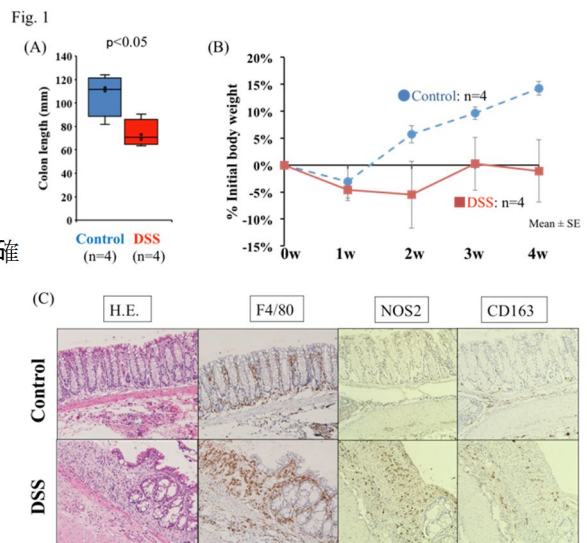 Fig. 1
(A)
p<0.05
Colon length (mm)
140
120
100
80
60
40
20
0
Control DSS
(n=4) (n=4)
(B)
% Initial body weight
20%
15%
10%
5%
0%
-5%
-10%
-15%
Control: n=4
DSS: n=4
Mean ± SE
0w 1w 2w 3w 4w
確
(C)
H.E. F4/80 NOS2 CD163
Control
DSS